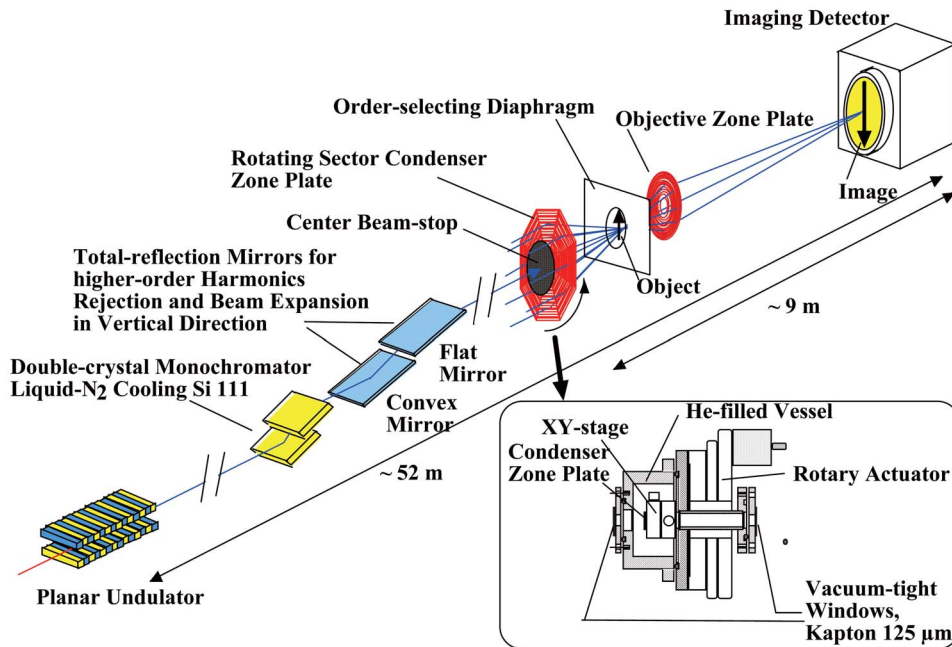 Imaging Detector
Order-selecting Diaphragm
Objective Zone Plate
Rotating Sector Condenser
Zone Plate
Image
Center Beam-stop
Total-reflection Mirrors for
higher-order Harmonics
Rejection and Beam Expansion
in Vertical Direction
Object
~ 9 m
Double-crystal Monochromator
Liquid-N2 Cooling Si 111
Flat
Mirror
Convex
Mirror
~ 52 m
Planar Undulator
He-filled Vessel
XY-stage
Condenser
Zone Plate
Rotary Actuator
Vacuum-tight
Windows,
Kapton 125 μm